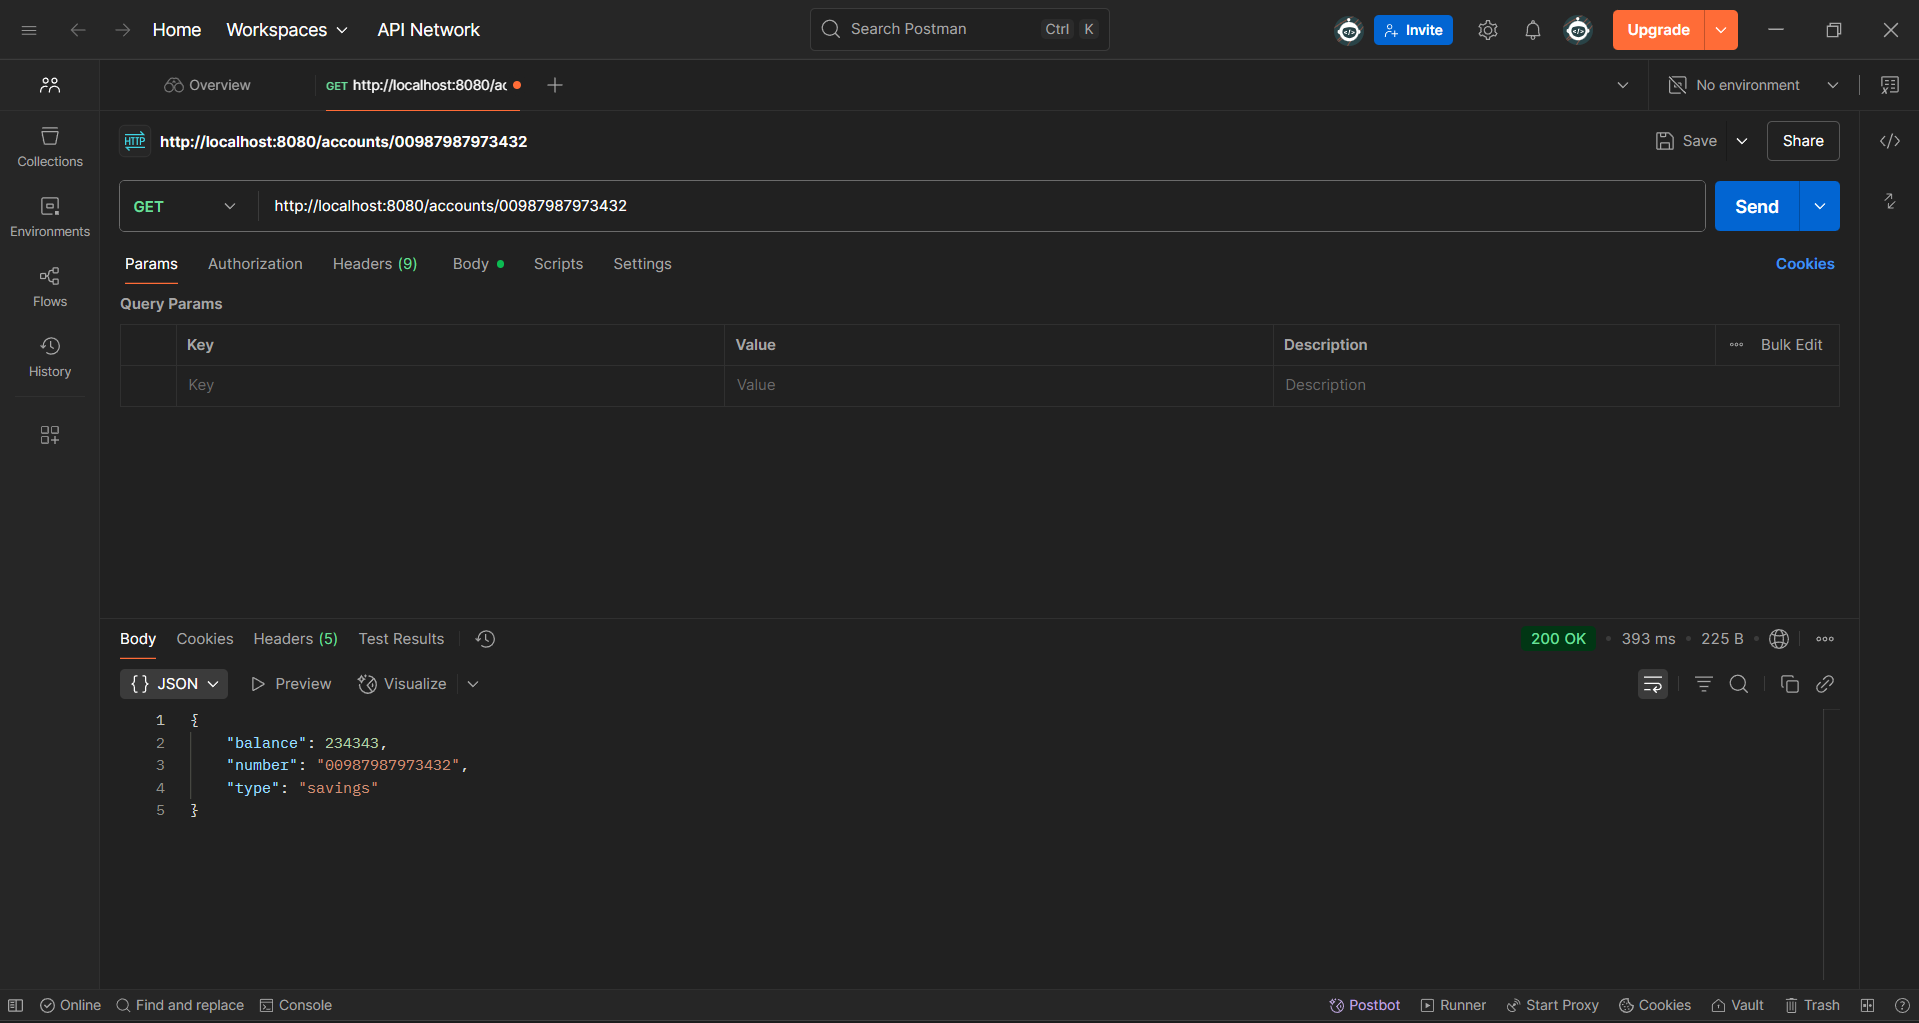 Home Workspaces API Network Search Postman Ctrl K Invite Upgrade
Overview GET http://localhost:8080/ac No environment
HTTP http://localhost:8080/accounts/00987987973432 Save Share
GET http://localhost:8080/accounts/00987987973432 Send
Collections
Environments
Flows
History
Params Authorization Headers (9) Body Scripts Settings Cookies
Query Params
Key Value Description Bulk Edit
Key Value Description
Body Cookies Headers (5) Test Results 200 OK 393 ms 225 B
{} JSON Preview Visualize
1 {
2 "balance": 234343,
3 "number": "00987987973432",
4 "type": "savings"
5 }
Online Find and replace Console Postbot Runner Start Proxy Cookies Vault Trash